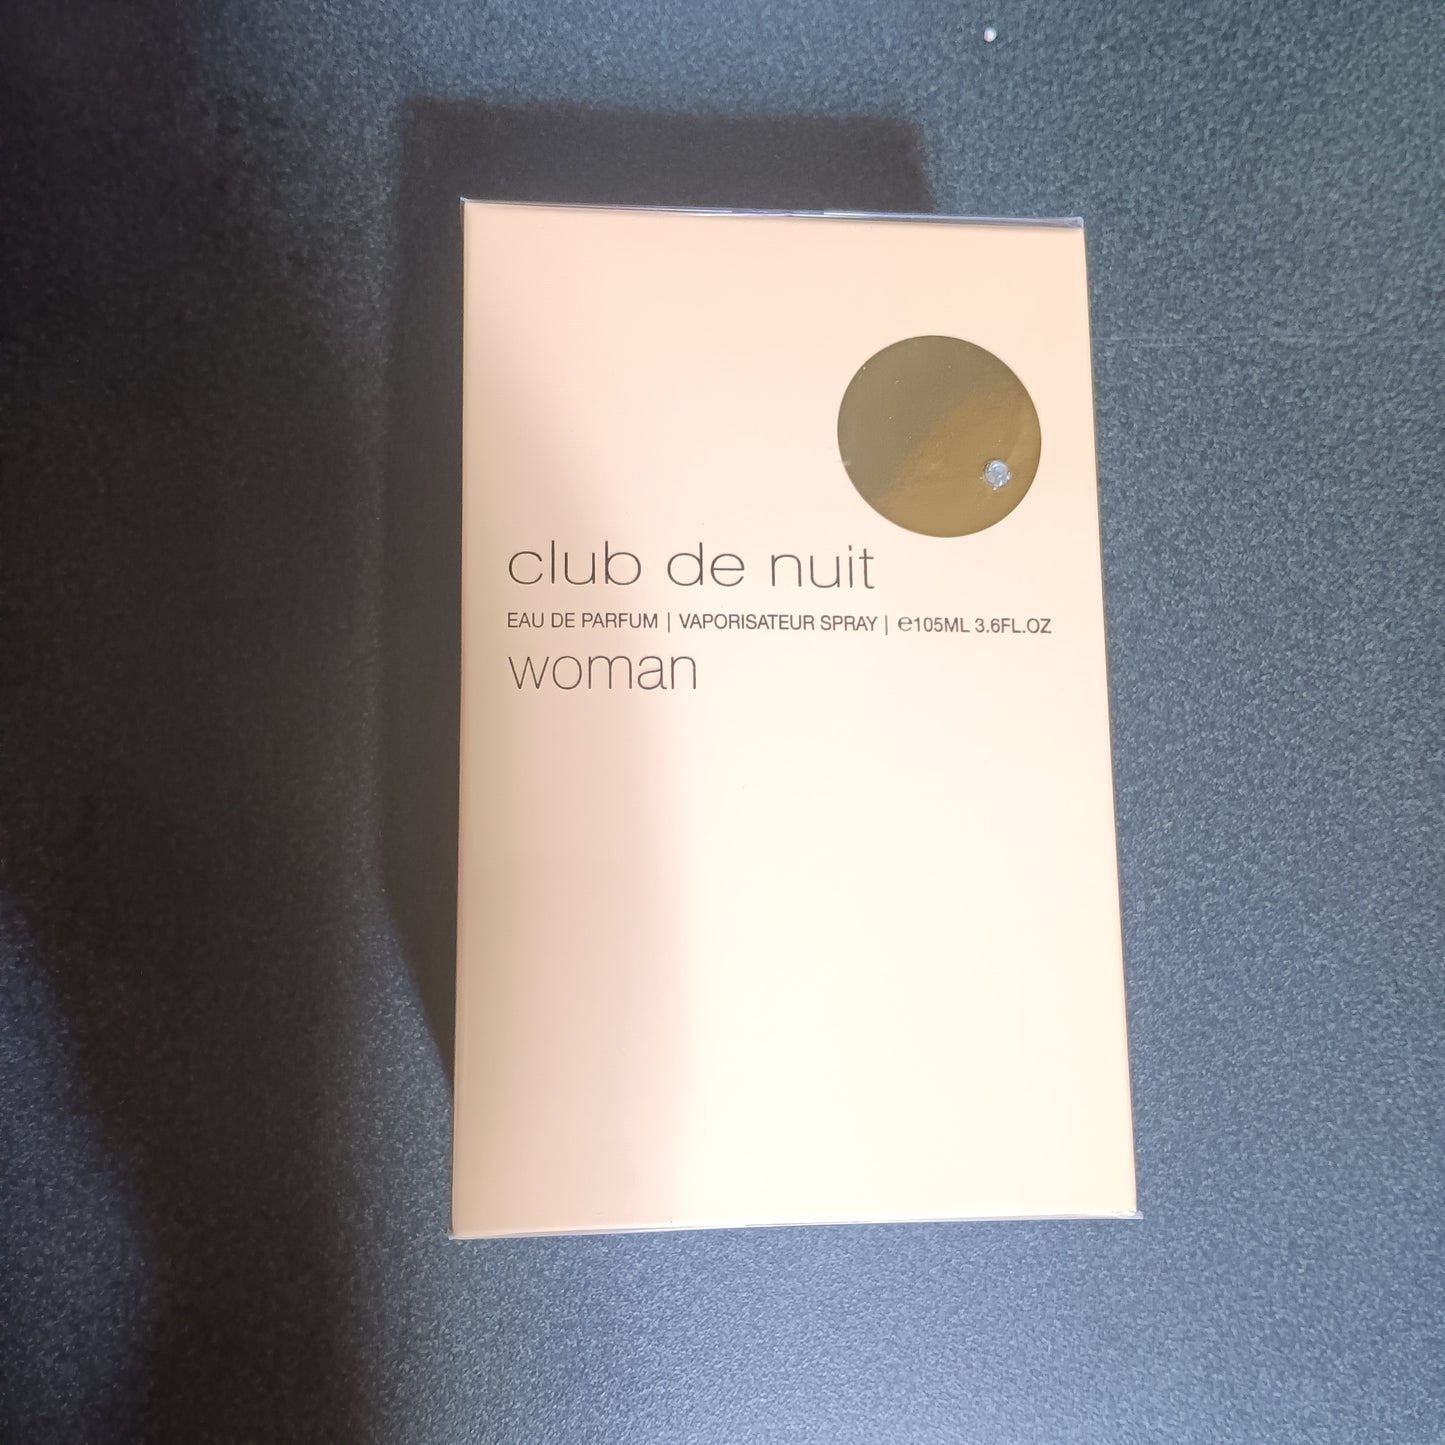 club de nuit
EAU DE PARFUM | VAPORISATEUR SPRAY | ℮105ML 3.6FL.OZ
woman